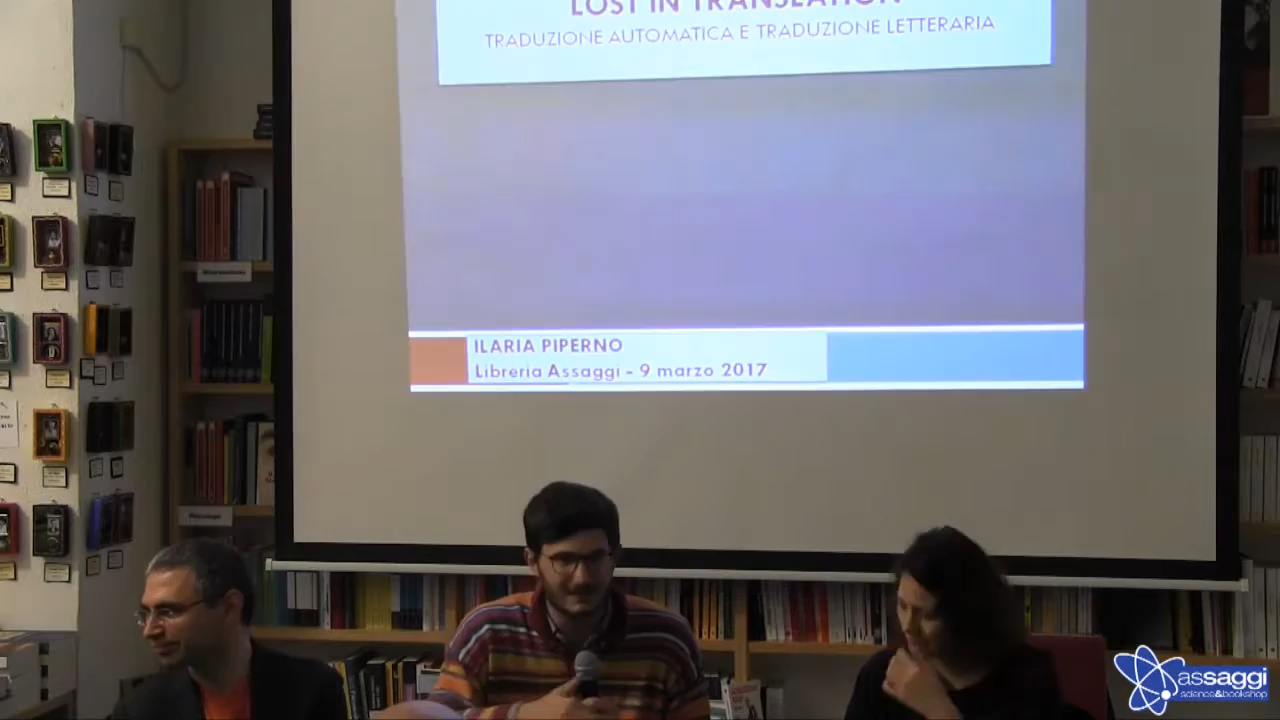 LOST IN TRANSLATION
TRADUZIONE AUTOMATICA E TRADUZIONE LETTERARIA
ILARIA PIPERNO
Libreria Assaggi - 9 marzo 2017
assaggi
science&bookshop